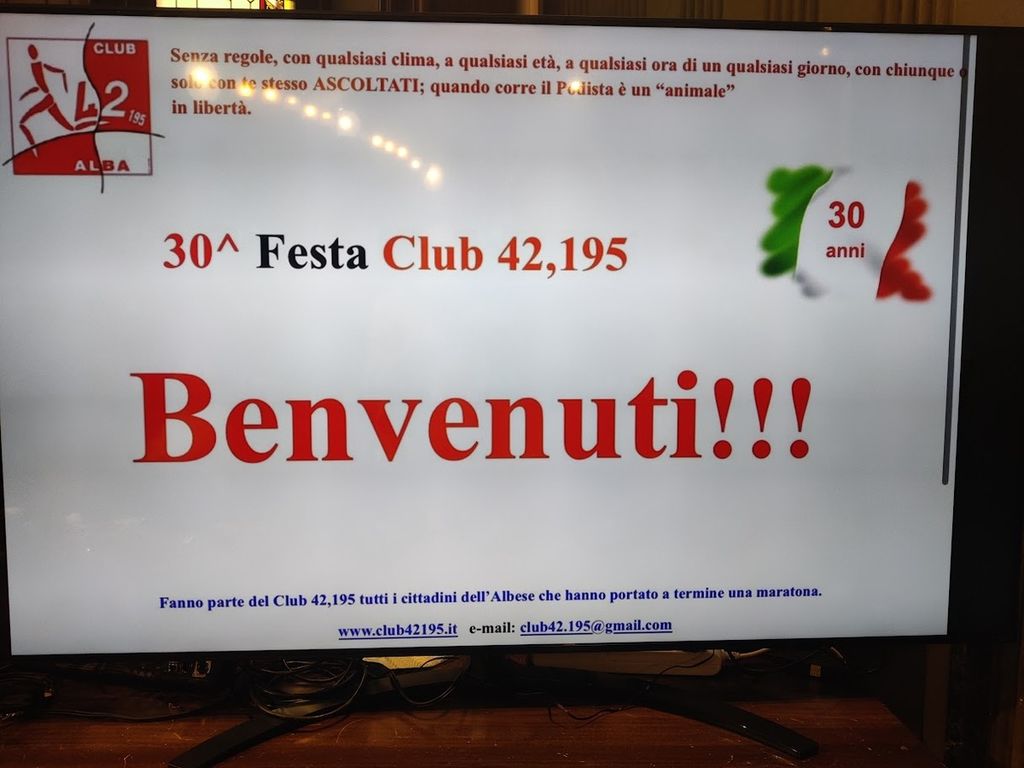 CLUB
42
195
ALBA
Senza regole, con qualsiasi clima, a qualsiasi età, a qualsiasi ora di un qualsiasi giorno, con chiunque o
solo con te stesso ASCOLTATI; quando corre il Podista è un “animale”
in libertà.
30^ Festa Club 42,195
30
anni
Benvenuti!!!
Fanno parte del Club 42,195 tutti i cittadini dell’Albese che hanno portato a termine una maratona.
www.club42195.it e-mail: club42.195@gmail.com